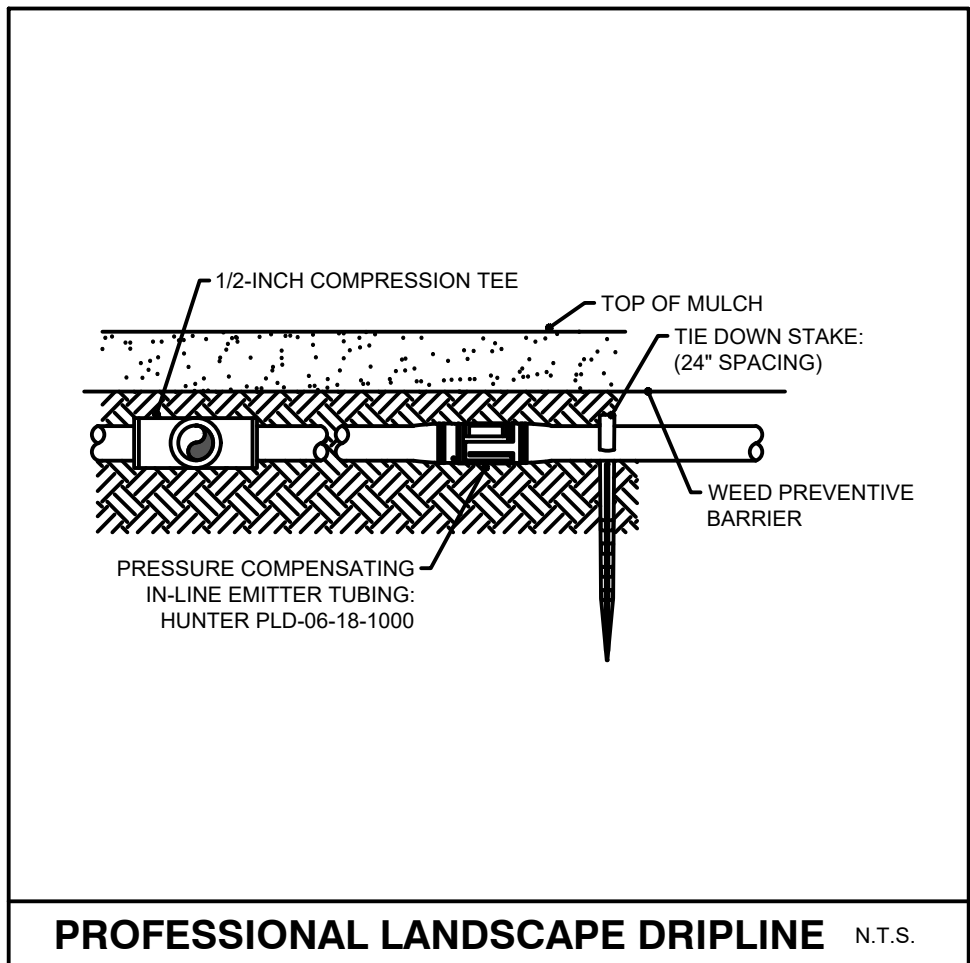 1/2-INCH COMPRESSION TEE
TOP OF MULCH
TIE DOWN STAKE:
(24" SPACING)
WEED PREVENTIVE
BARRIER
PRESSURE COMPENSATING
IN-LINE EMITTER TUBING:
HUNTER PLD-06-18-1000
PROFESSIONAL LANDSCAPE DRIPLINE N.T.S.